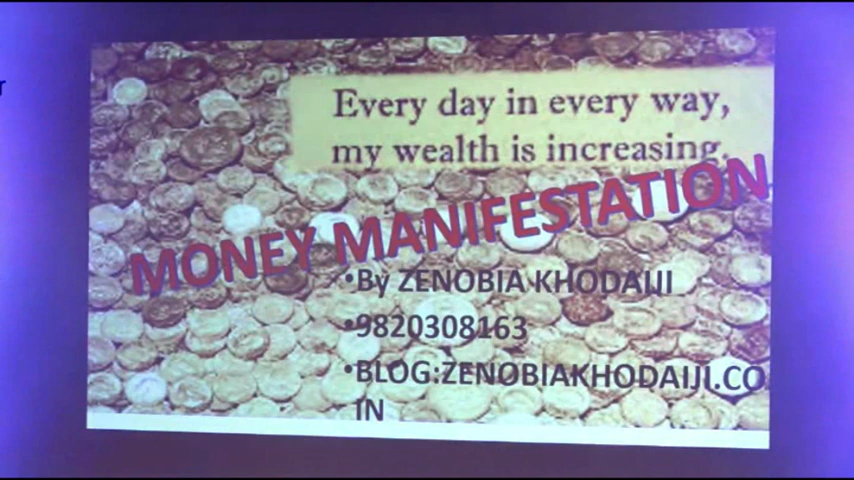 r
Every day in every way,
my wealth is increasing.
MONEY MANIFESTATION
•By ZENOBIA KHODAIJI
•9820308163
•BLOG:ZENOBIAKHODAIJI.CO
IN